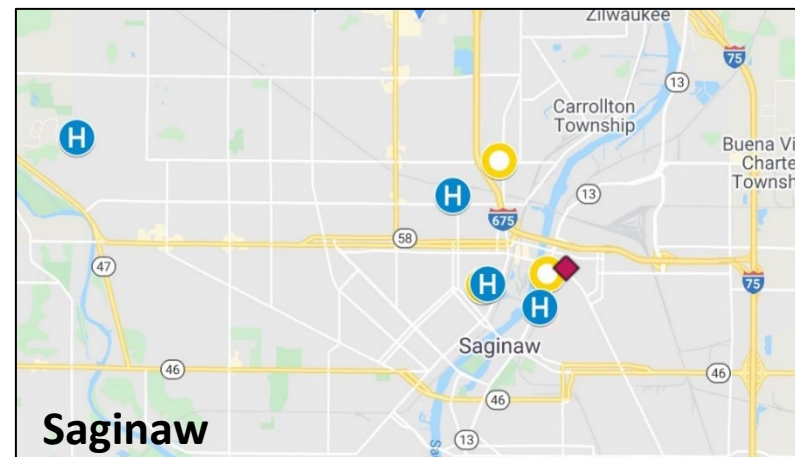 Zilwaukee
75
13
Carrollton
Township
Buena Vi
Charte
Townsh
H
H
13
675
58
47
H
H
75
Saginaw
46
46
46
13
Sa
Saginaw